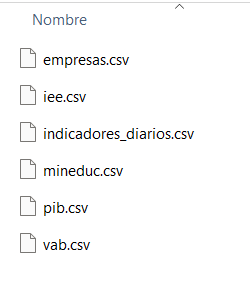 Nombre
empresas.csv
iee.csv
indicadores_diarios.csv
mineduc.csv
pib.csv
vab.csv